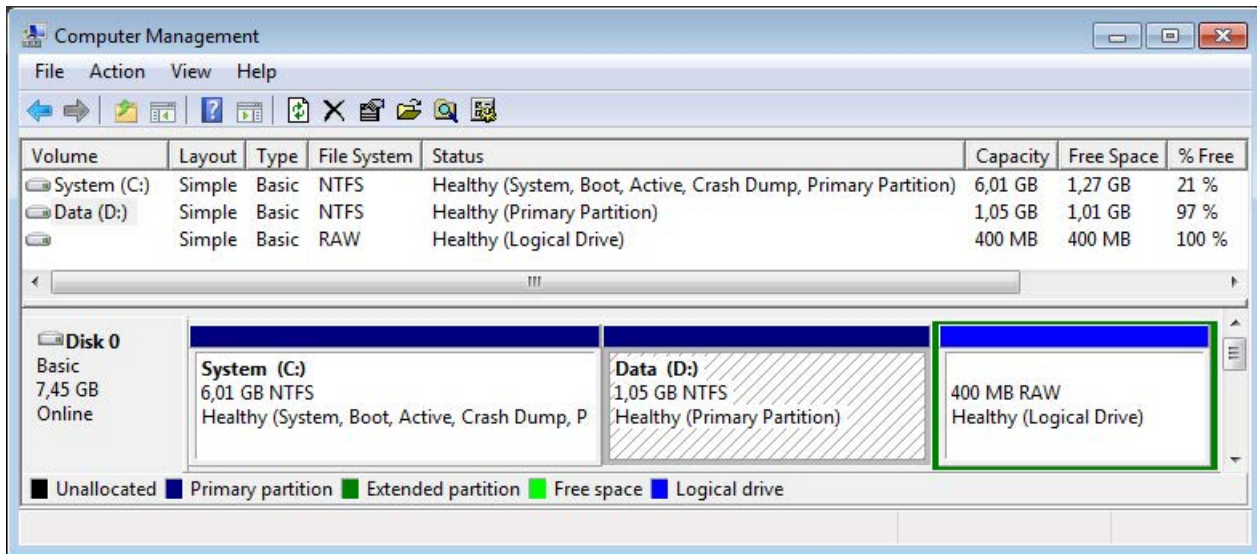 Computer Management
File Action View Help
Volume Layout Type File System Status Capacity Free Space % Free
System (C:) Simple Basic NTFS Healthy (System, Boot, Active, Crash Dump, Primary Partition) 6,01 GB 1,27 GB 21 %
Data (D:) Simple Basic NTFS Healthy (Primary Partition) 1,05 GB 1,01 GB 97 %
Simple Basic RAW Healthy (Logical Drive) 400 MB 400 MB 100 %
Disk 0
Basic
7,45 GB
Online
System (C:)
6,01 GB NTFS
Healthy (System, Boot, Active, Crash Dump, P
Data (D:)
1,05 GB NTFS
Healthy (Primary Partition)
400 MB RAW
Healthy (Logical Drive)
Unallocated Primary partition Extended partition Free space Logical drive